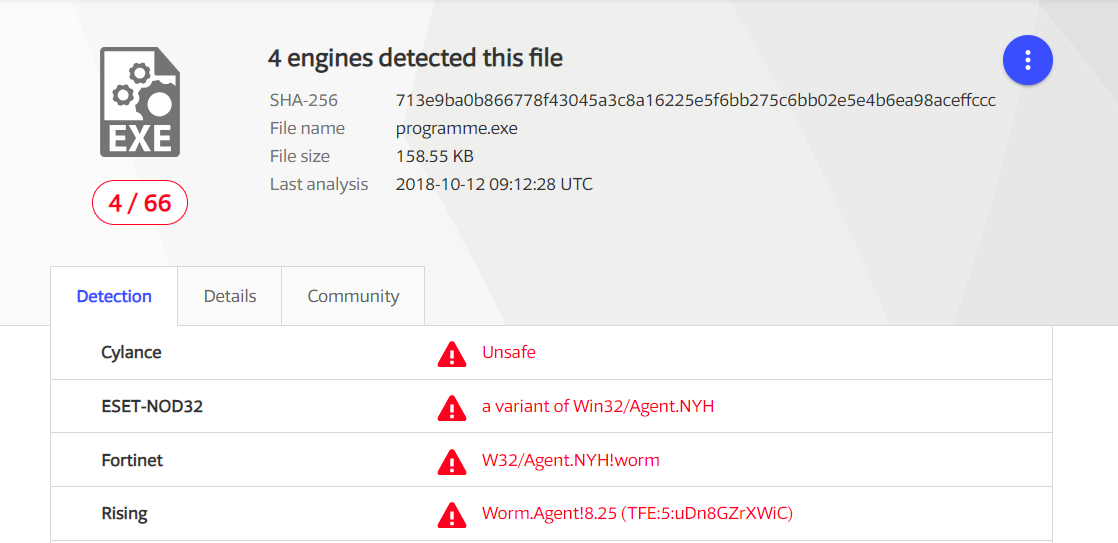 4 engines detected this file
SHA-256 713e9ba0b866778f43045a3c8a16225e5f6bb275c6bb02e5e4b6ea98aceffccc
File name programme.exe
File size 158.55 KB
Last analysis 2018-10-12 09:12:28 UTC
EXE
4 / 66
Detection Details Community
Cylance Unsafe
ESET-NOD32 a variant of Win32/Agent.NYH
Fortinet W32/Agent.NYH!worm
Rising Worm.Agent!8.25 (TFE:5:uDn8GZrXWiC)